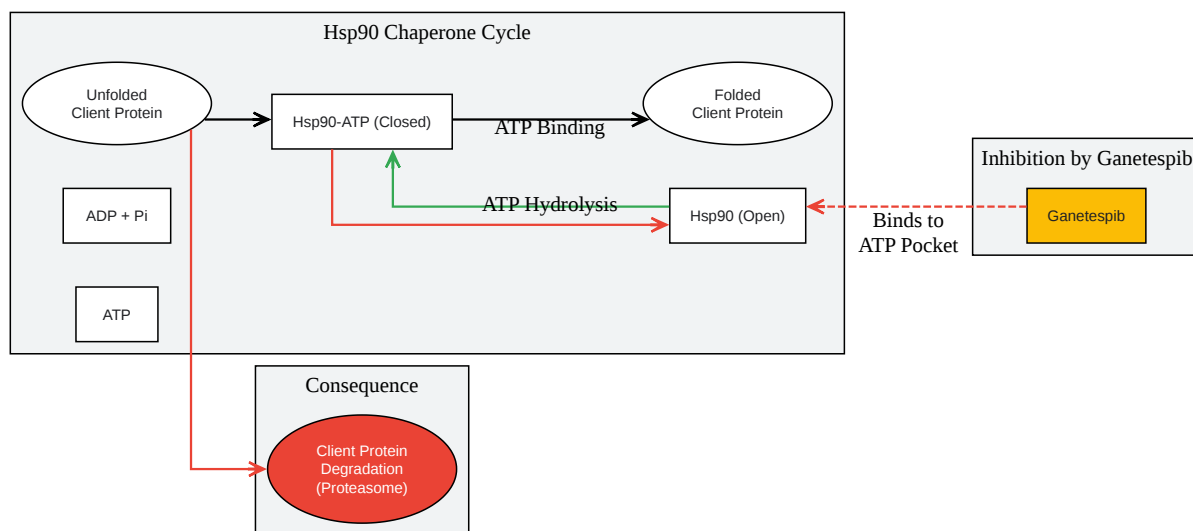 Hsp90 Chaperone Cycle
Unfolded
Client Protein
Hsp90-ATP (Closed)
ATP Binding
Folded
Client Protein
Inhibition by Ganetespib
ADP + Pi
ATP Hydrolysis
Hsp90 (Open)
Binds to
ATP Pocket
Ganetespib
ATP
Consequence
Client Protein
Degradation
(Proteasome)